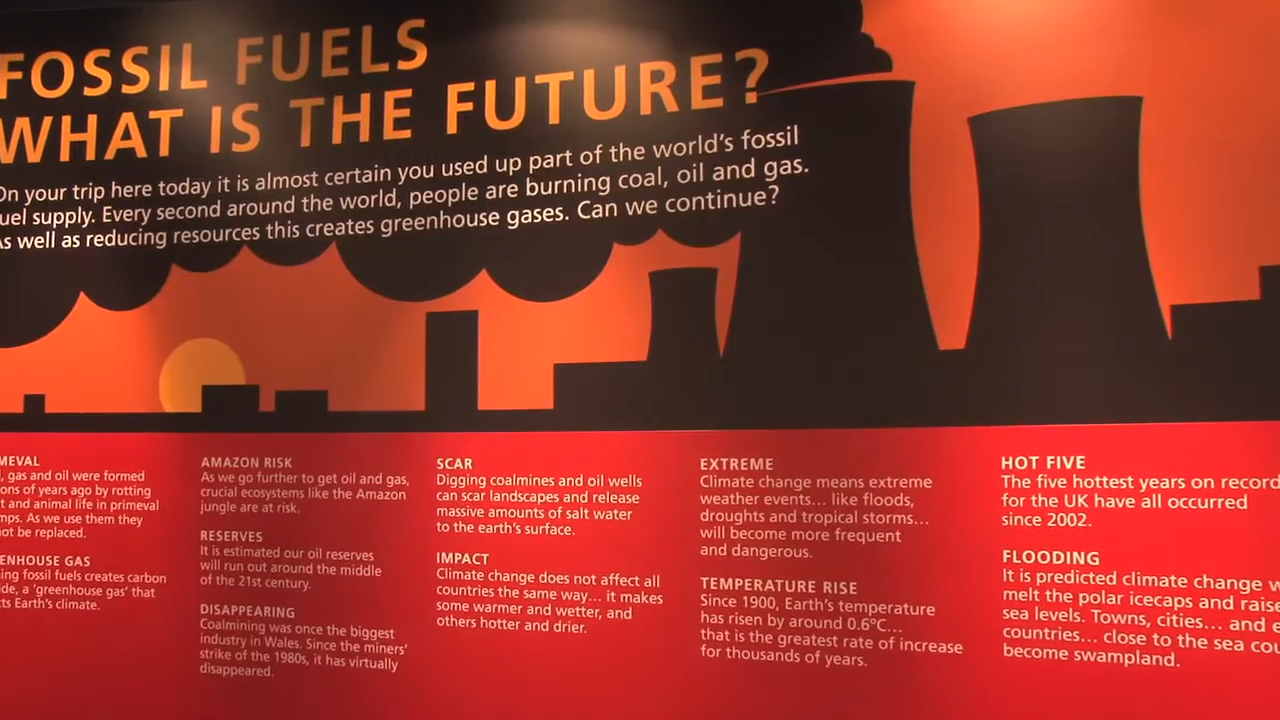 FOSSIL FUELS
WHAT IS THE FUTURE?
On your trip here today it is almost certain you used up part of the world's fossil
uel supply. Every second around the world, people are burning coal, oil and gas.
As well as reducing resources this creates greenhouse gases. Can we continue?
MEVAL
, gas and oil were formed
ons of years ago by rotting
t and animal life in primeval
mps. As we use them they
not be replaced.
ENHOUSE GAS
ing fossil fuels creates carbon
ide, a 'greenhouse gas' that
ts Earth's climate.
AMAZON RISK
As we go further to get oil and gas,
crucial ecosystems like the Amazon
jungle are at risk.
RESERVES
It is estimated our oil reserves
will run out around the middle
of the 21st century.
DISAPPEARING
Coalmining was once the biggest
industry in Wales. Since the miners'
strike of the 1980s, it has virtually
disappeared.
SCAR
Digging coalmines and oil wells
can scar landscapes and release
massive amounts of salt water
to the earth's surface.
IMPACT
Climate change does not affect all
countries the same way... it makes
some warmer and wetter, and
others hotter and drier.
EXTREME
Climate change means extreme
weather events... like floods,
droughts and tropical storms...
will become more frequent
and dangerous.
TEMPERATURE RISE
Since 1900, Earth's temperature
has risen by around 0.6ºC...
that is the greatest rate of increase
for thousands of years.
HOT FIVE
The five hottest years on record
for the UK have all occurred
since 2002.
FLOODING
It is predicted climate change w
melt the polar icecaps and raise
sea levels. Towns, cities... and e
countries... close to the sea cou
become swampland.